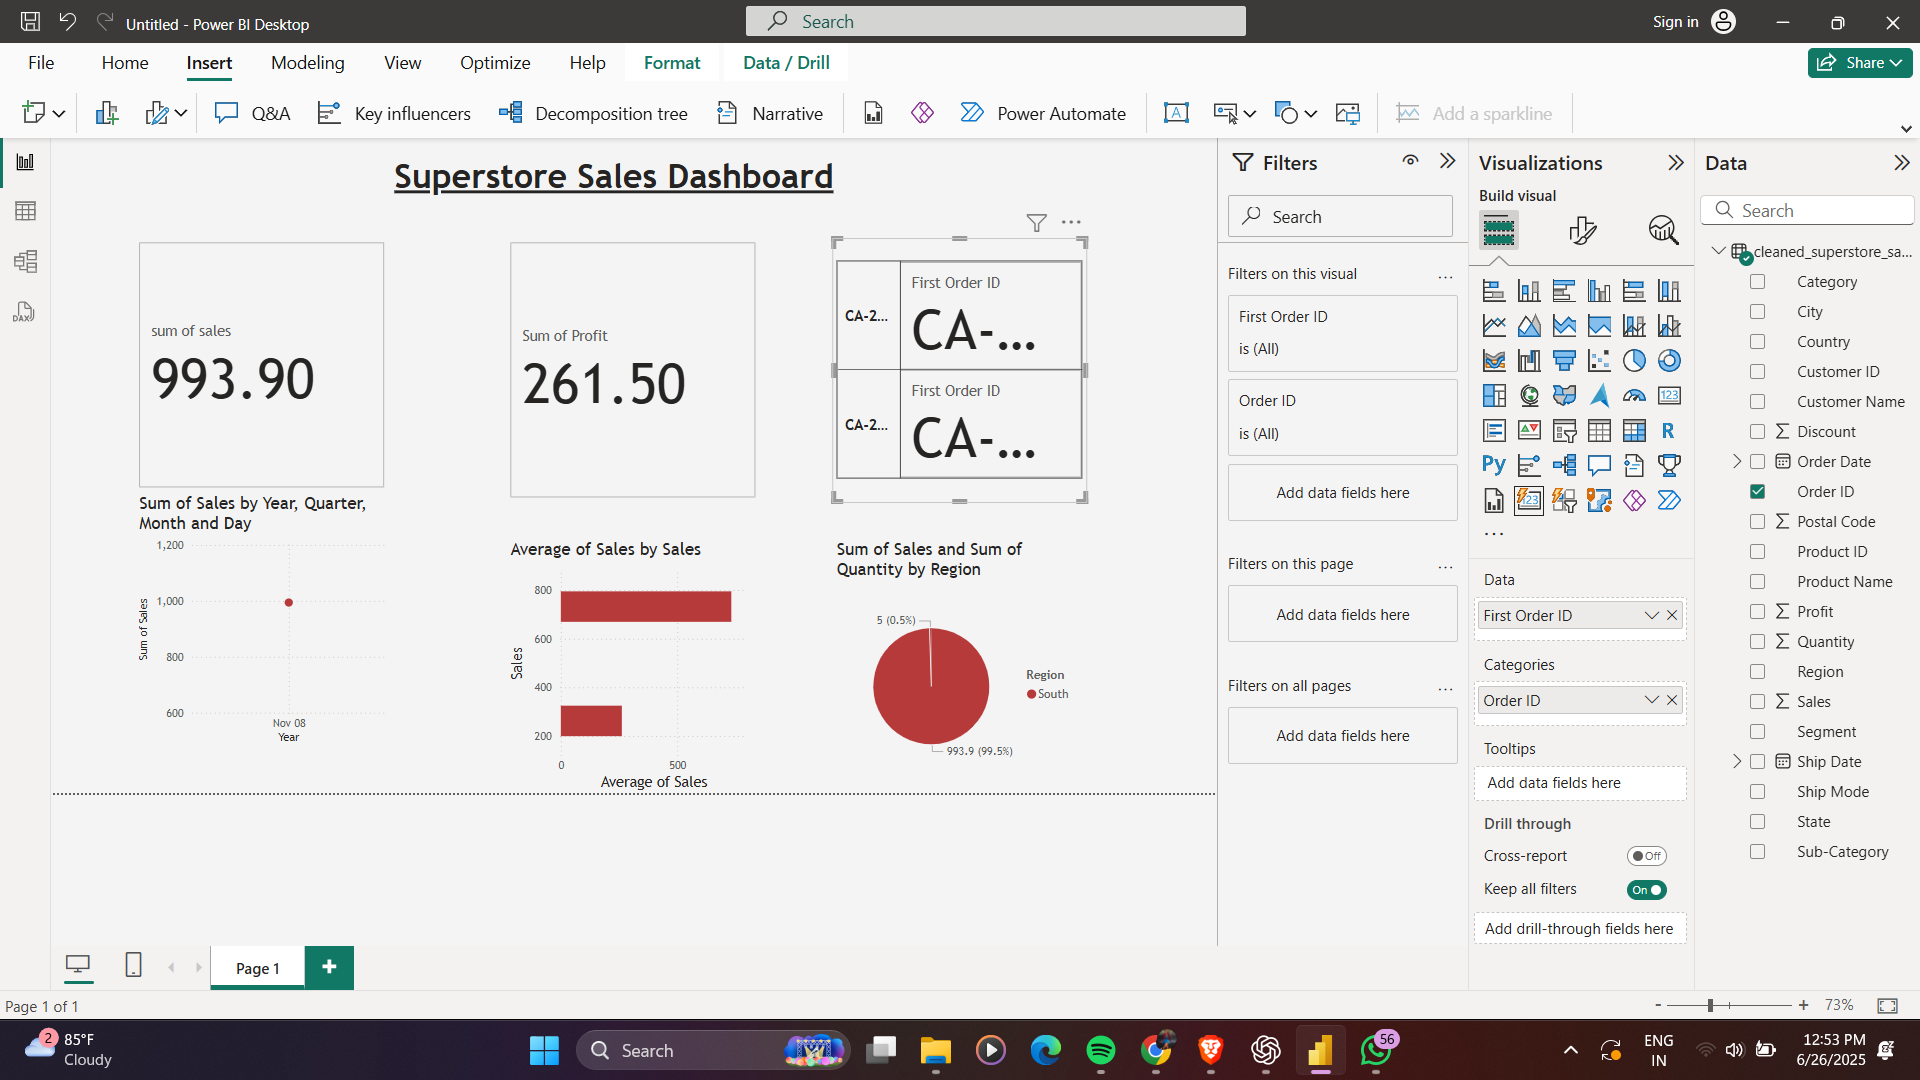 Untitled - Power BI Desktop
Search
Sign in
File
Home
Insert
Modeling
View
Optimize
Help
Format
Data / Drill
Share
Q&A
Key influencers
Decomposition tree
Narrative
Power Automate
Add a sparkline
Superstore Sales Dashboard
sum of sales
993.90
Sum of Profit
261.50
CA-2...
First Order ID
CA-...
CA-2...
First Order ID
CA-...
Sum of Sales by Year, Quarter,
Month and Day
1,200
1,000
800
600
Sum of Sales
Nov 08
Year
Average of Sales by Sales
800
600
400
200
Sales
0
500
Average of Sales
Sum of Sales and Sum of
Quantity by Region
5 (0.5%)
993.9 (99.5%)
Region
South
Filters
Search
Filters on this visual
...
First Order ID
is (All)
Order ID
is (All)
Add data fields here
Filters on this page
...
Add data fields here
Filters on all pages
...
Add data fields here
Visualizations
Build visual
123
R
Py
123
...
Data
First Order ID
Categories
Order ID
Tooltips
Add data fields here
Drill through
Cross-report
Off
Keep all filters
On
Add drill-through fields here
Data
Search
cleaned_superstore_sa...
Category
City
Country
Customer ID
Customer Name
Discount
Order Date
Order ID
Postal Code
Product ID
Product Name
Profit
Quantity
Region
Sales
Segment
Ship Date
Ship Mode
State
Sub-Category
DAX
Page 1
Page 1 of 1
- + 73%
2
85°F
Cloudy
Search
56
ENG
IN
12:53 PM
6/26/2025